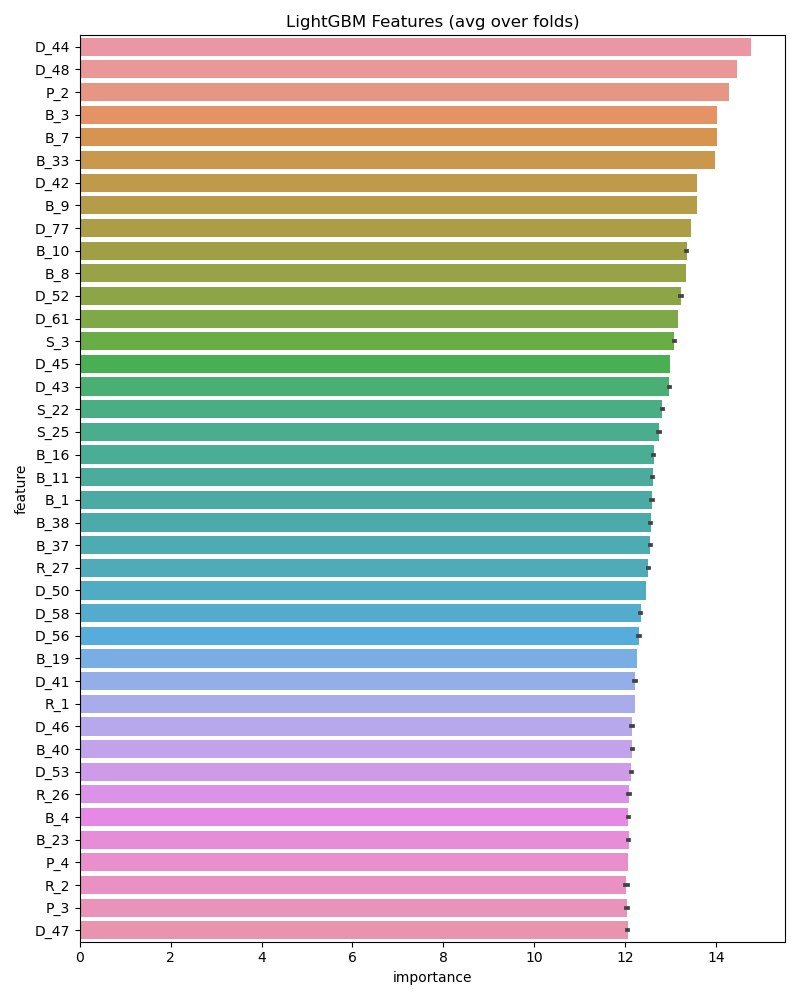 LightGBM Features (avg over folds)
D_44
D_48
P_2
B_3
B_7
B_33
D_42
B_9
D_77
B_10
B_8
D_52
D_61
S_3
D_45
D_43
S_22
S_25
B_16
B_11
B_1
B_38
B_37
R_27
D_50
D_58
D_56
B_19
D_41
R_1
D_46
B_40
D_53
R_26
B_4
B_23
P_4
R_2
P_3
D_47
feature
0 2 4 6 8 10 12 14
importance